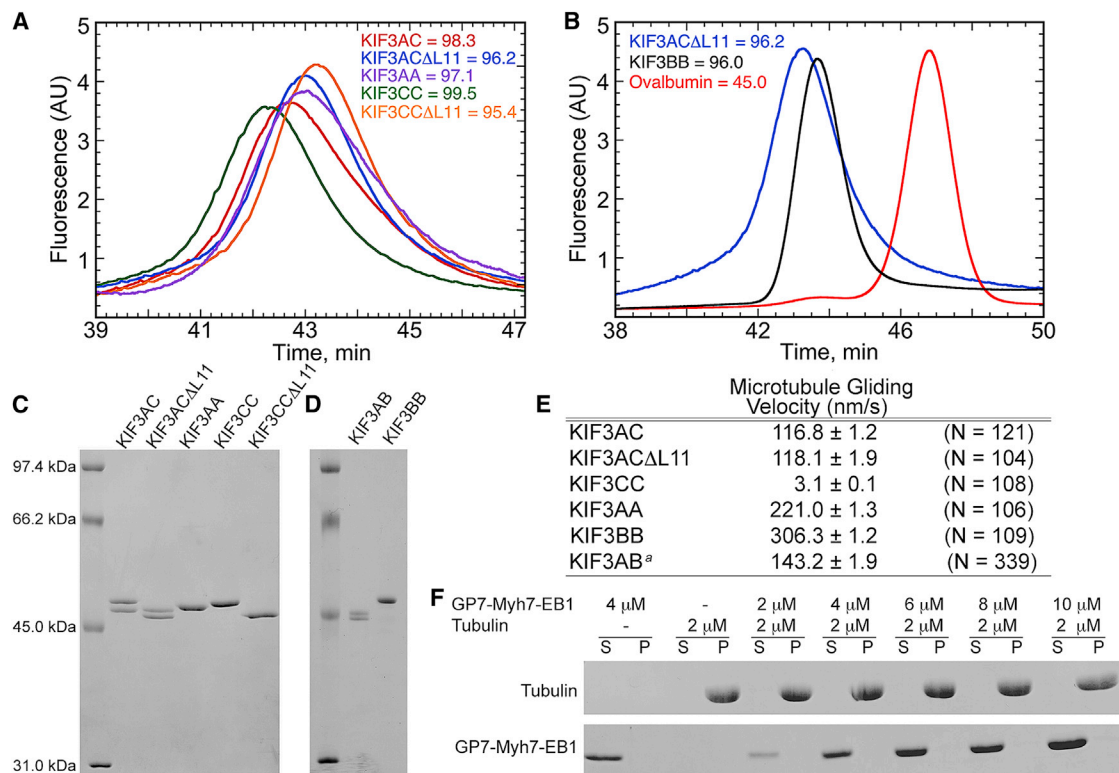 A
KIF3AC = 98.3
KIF3ACΔL11 = 96.2
KIF3AA = 97.1
KIF3CC = 99.5
KIF3CCΔL11 = 95.4
Fluorescence (AU)
5
4
3
2
1
39 41 43 45 47
Time, min
B
KIF3ACΔL11 = 96.2
KIF3BB = 96.0
Ovalbumin = 45.0
Fluorescence (AU)
5
4
3
2
1
38 42 46 50
Time, min
C
KIF3AC
KIF3ACΔL11
KIF3AA
KIF3CC
KIF3CCΔL11
97.4 kDa
66.2 kDa
45.0 kDa
31.0 kDa
D
KIF3AB
KIF3BB
E
Microtubule Gliding
Velocity (nm/s)
KIF3AC 116.8 ± 1.2 (N = 121)
KIF3ACΔL11 118.1 ± 1.9 (N = 104)
KIF3CC 3.1 ± 0.1 (N = 108)
KIF3AA 221.0 ± 1.3 (N = 106)
KIF3BB 306.3 ± 1.2 (N = 109)
KIF3AB a 143.2 ± 1.9 (N = 339)
F
GP7-Myh7-EB1 4 μM - 2 μM 4 μM 6 μM 8 μM 10 μM
Tubulin - 2 μM 2 μM 2 μM 2 μM 2 μM 2 μM
S P S P S P S P S P S P S P
Tubulin
GP7-Myh7-EB1